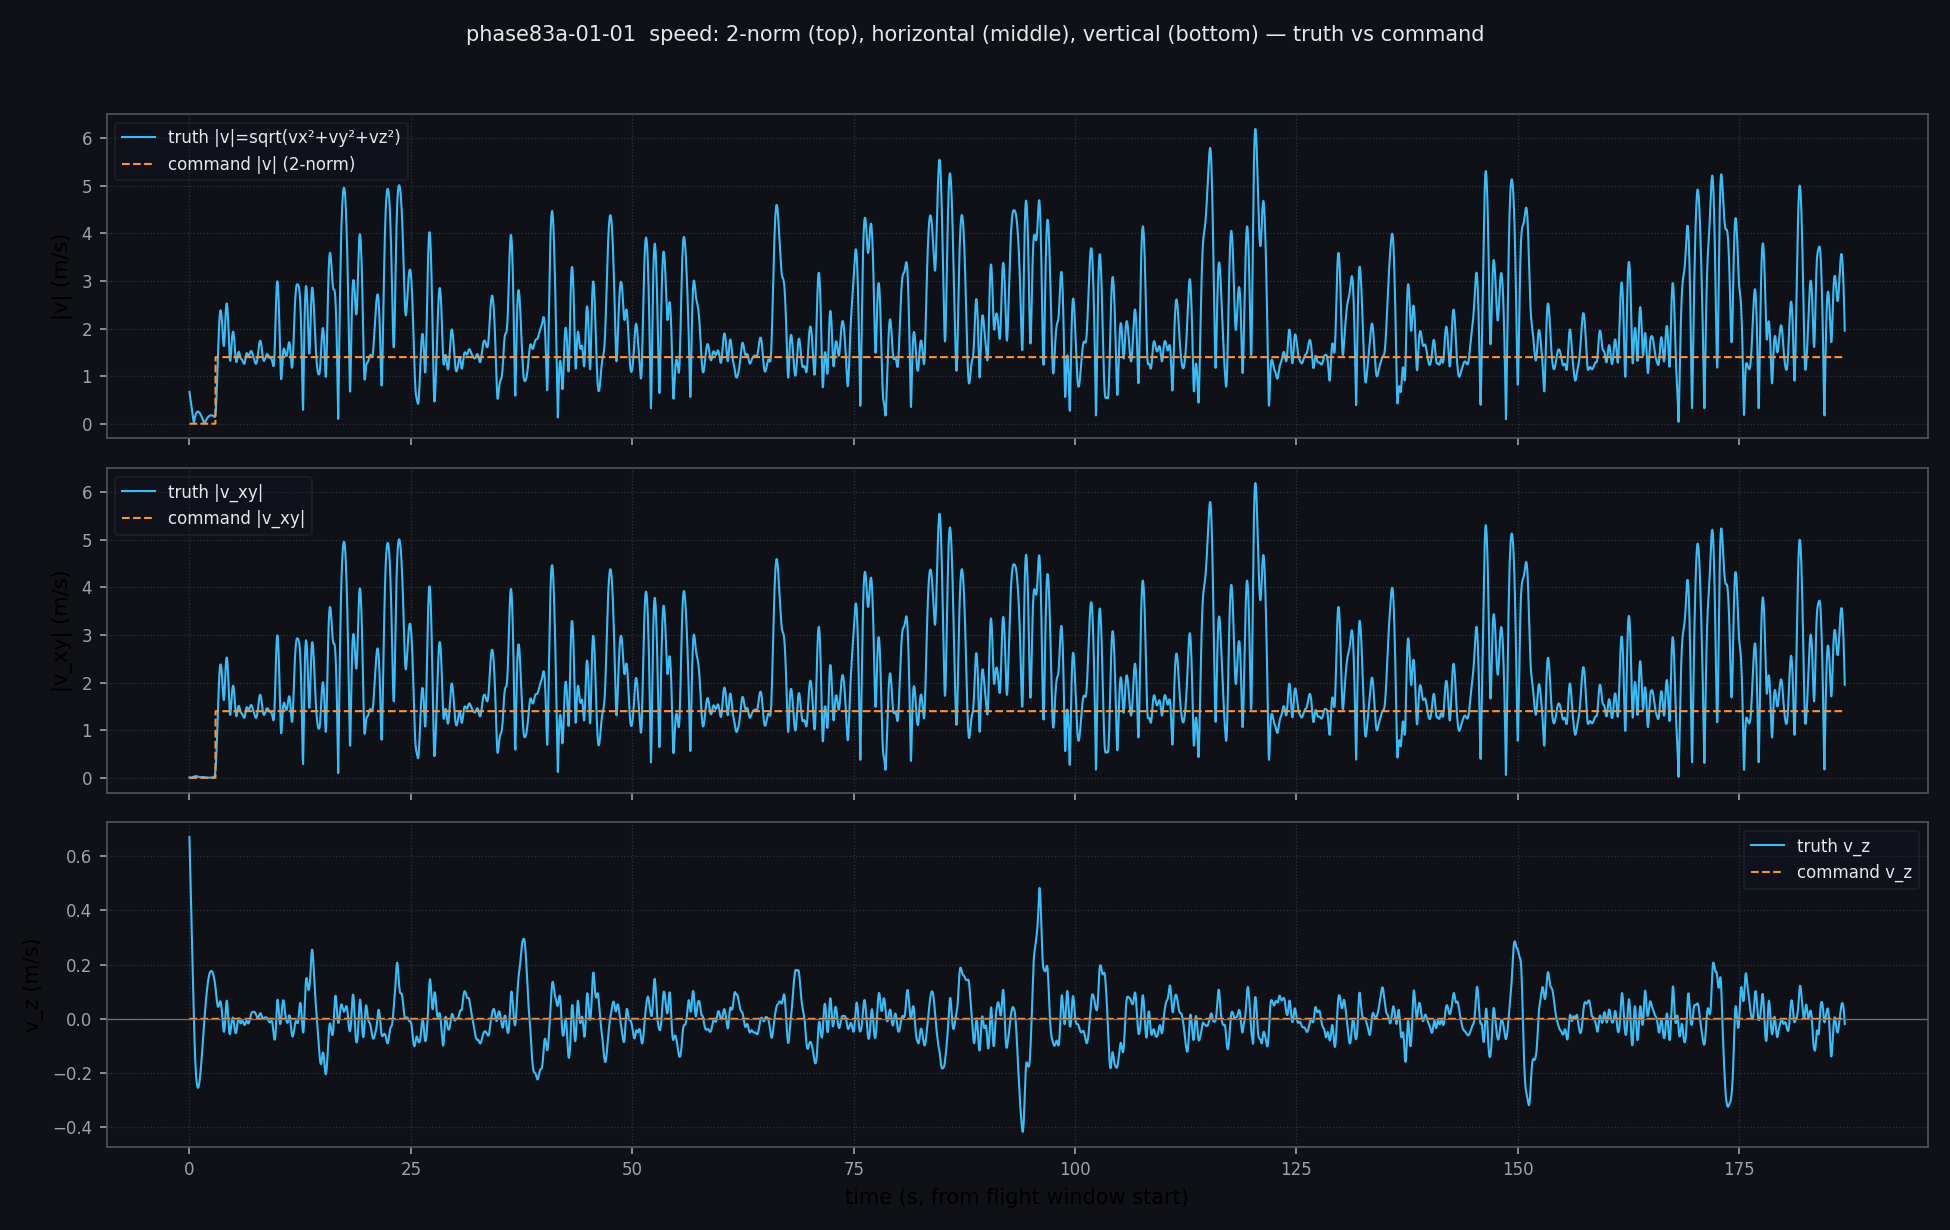 phase83a-01-01  speed: 2-norm (top), horizontal (middle), vertical (bottom) — truth vs command
truth |v|=sqrt(vx²+vy²+vz²)
command |v| (2-norm)
|v| (m/s)
6
5
4
3
2
1
0
truth |v_xy|
command |v_xy|
|v_xy| (m/s)
6
5
4
3
2
1
0
truth v_z
command v_z
v_z (m/s)
0.6
0.4
0.2
0.0
−0.2
−0.4
0 25 50 75 100 125 150 175
time (s, from flight window start)